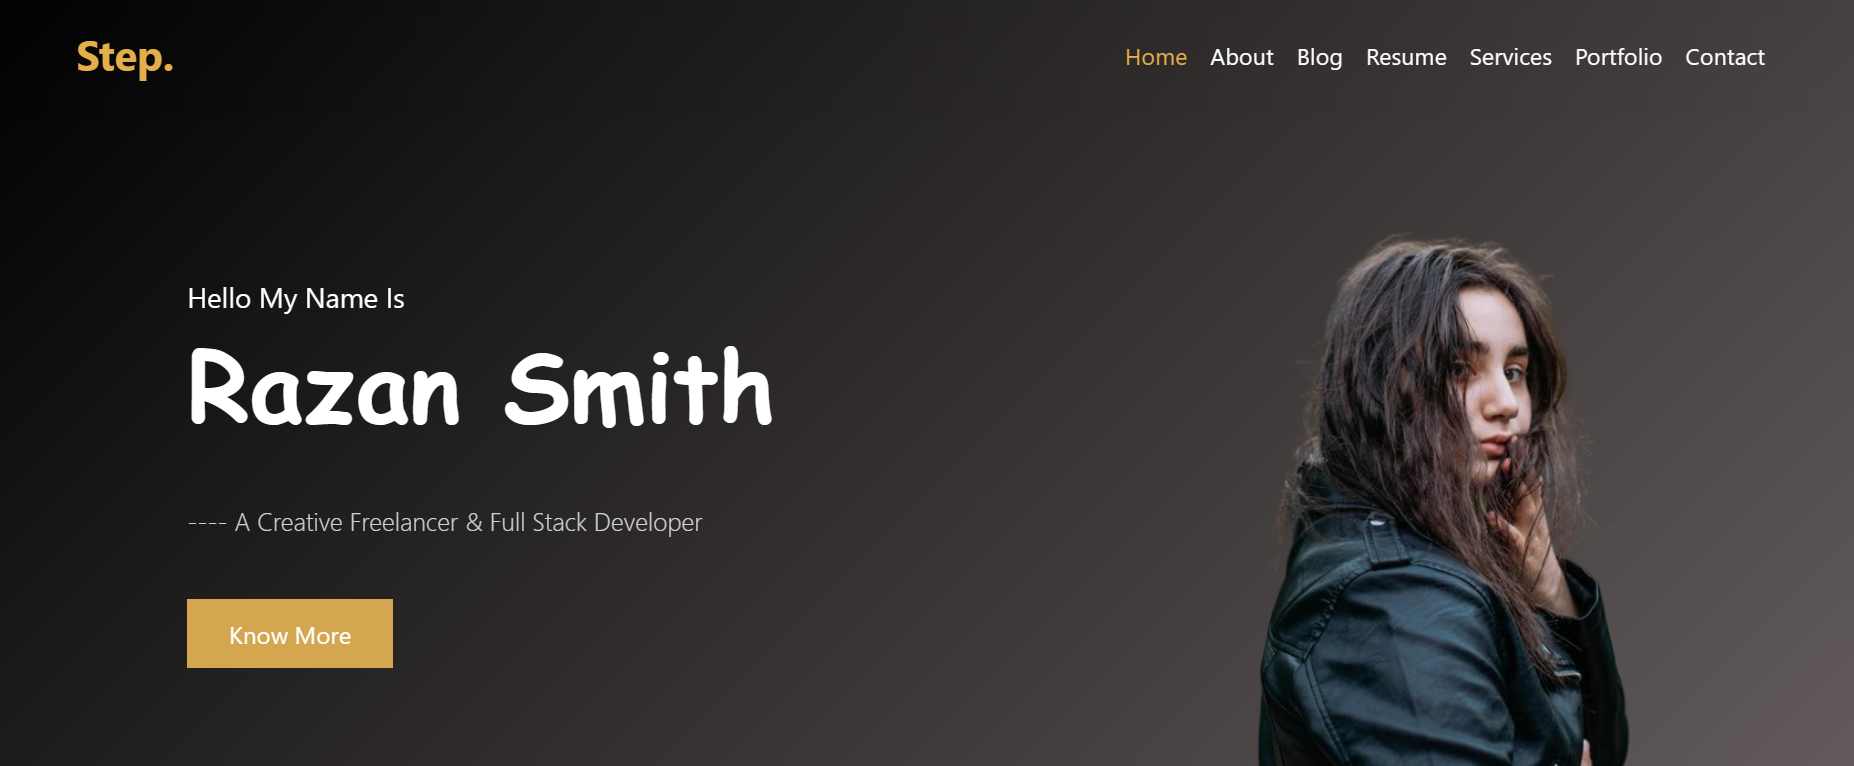 Step.
Home About Blog Resume Services Portfolio Contact
Hello My Name Is
Razan Smith
---- A Creative Freelancer & Full Stack Developer
Know More